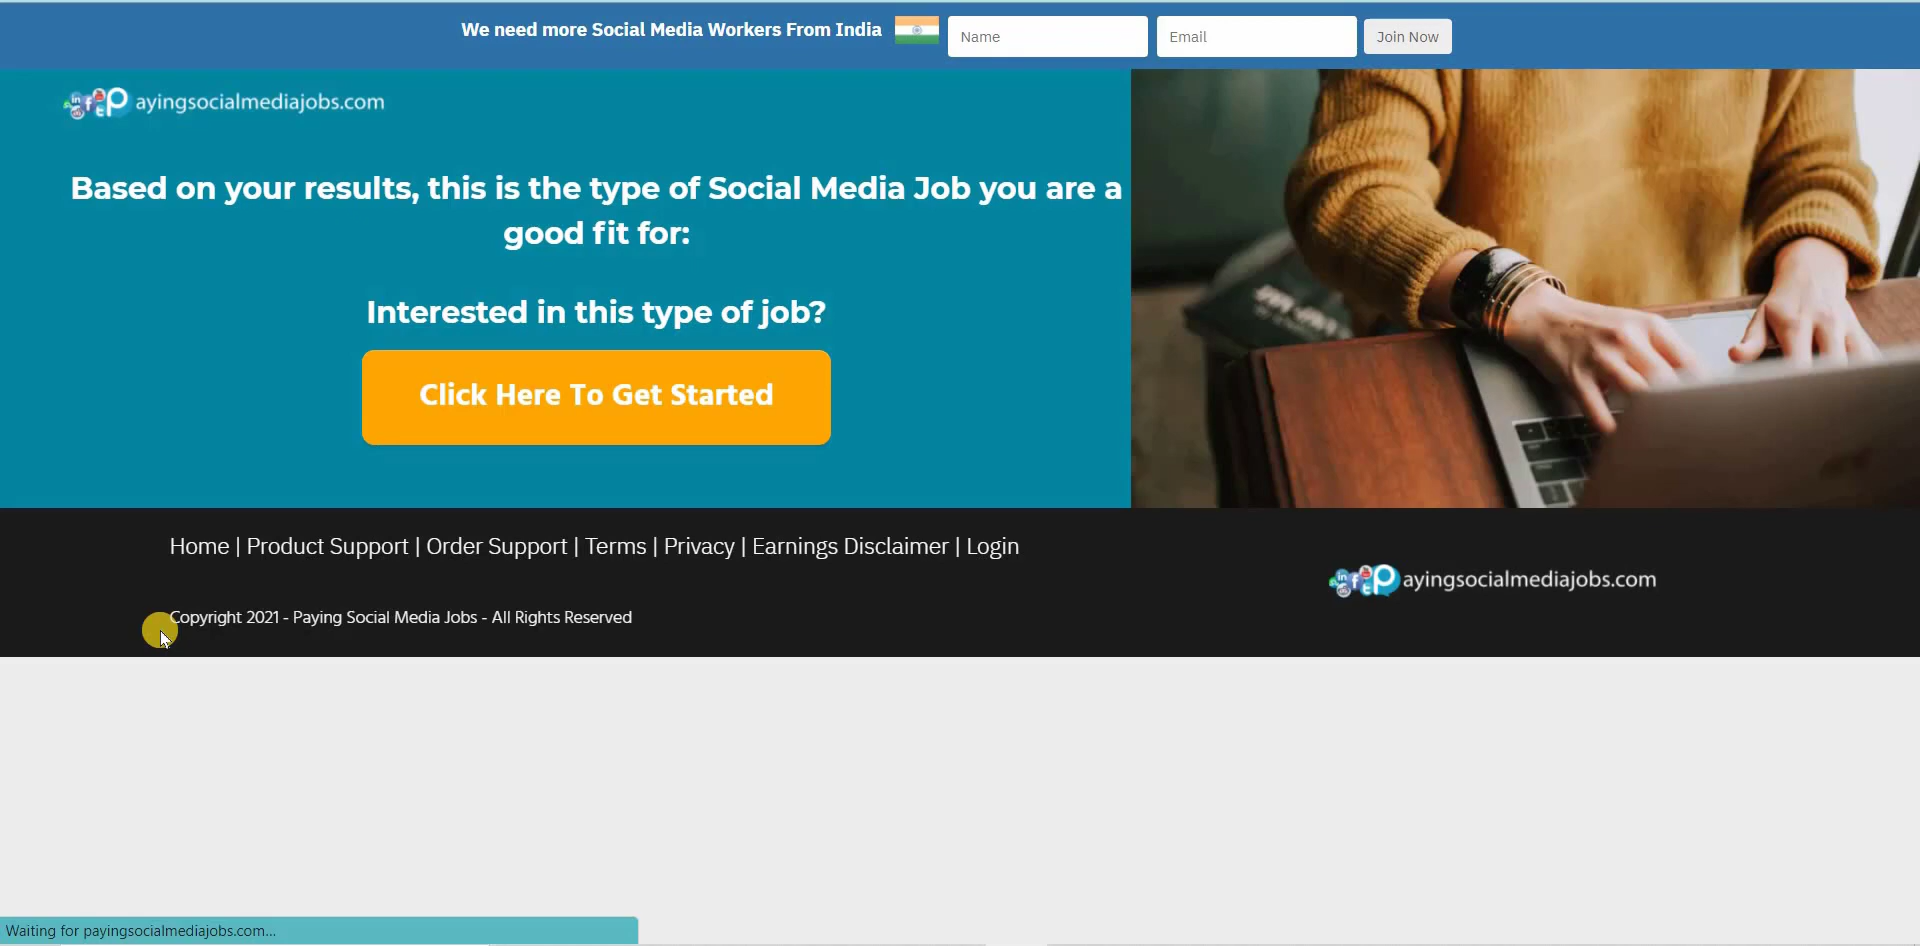 We need more Social Media Workers From India
Name
Email
Join Now
ayingsocialmediajobs.com
Based on your results, this is the type of Social Media Job you are a
good fit for:
Interested in this type of job?
Click Here To Get Started
Home | Product Support | Order Support | Terms | Privacy | Earnings Disclaimer | Login
ayingsocialmediajobs.com
Copyright 2021 - Paying Social Media Jobs - All Rights Reserved
Waiting for payingsocialmediajobs.com...